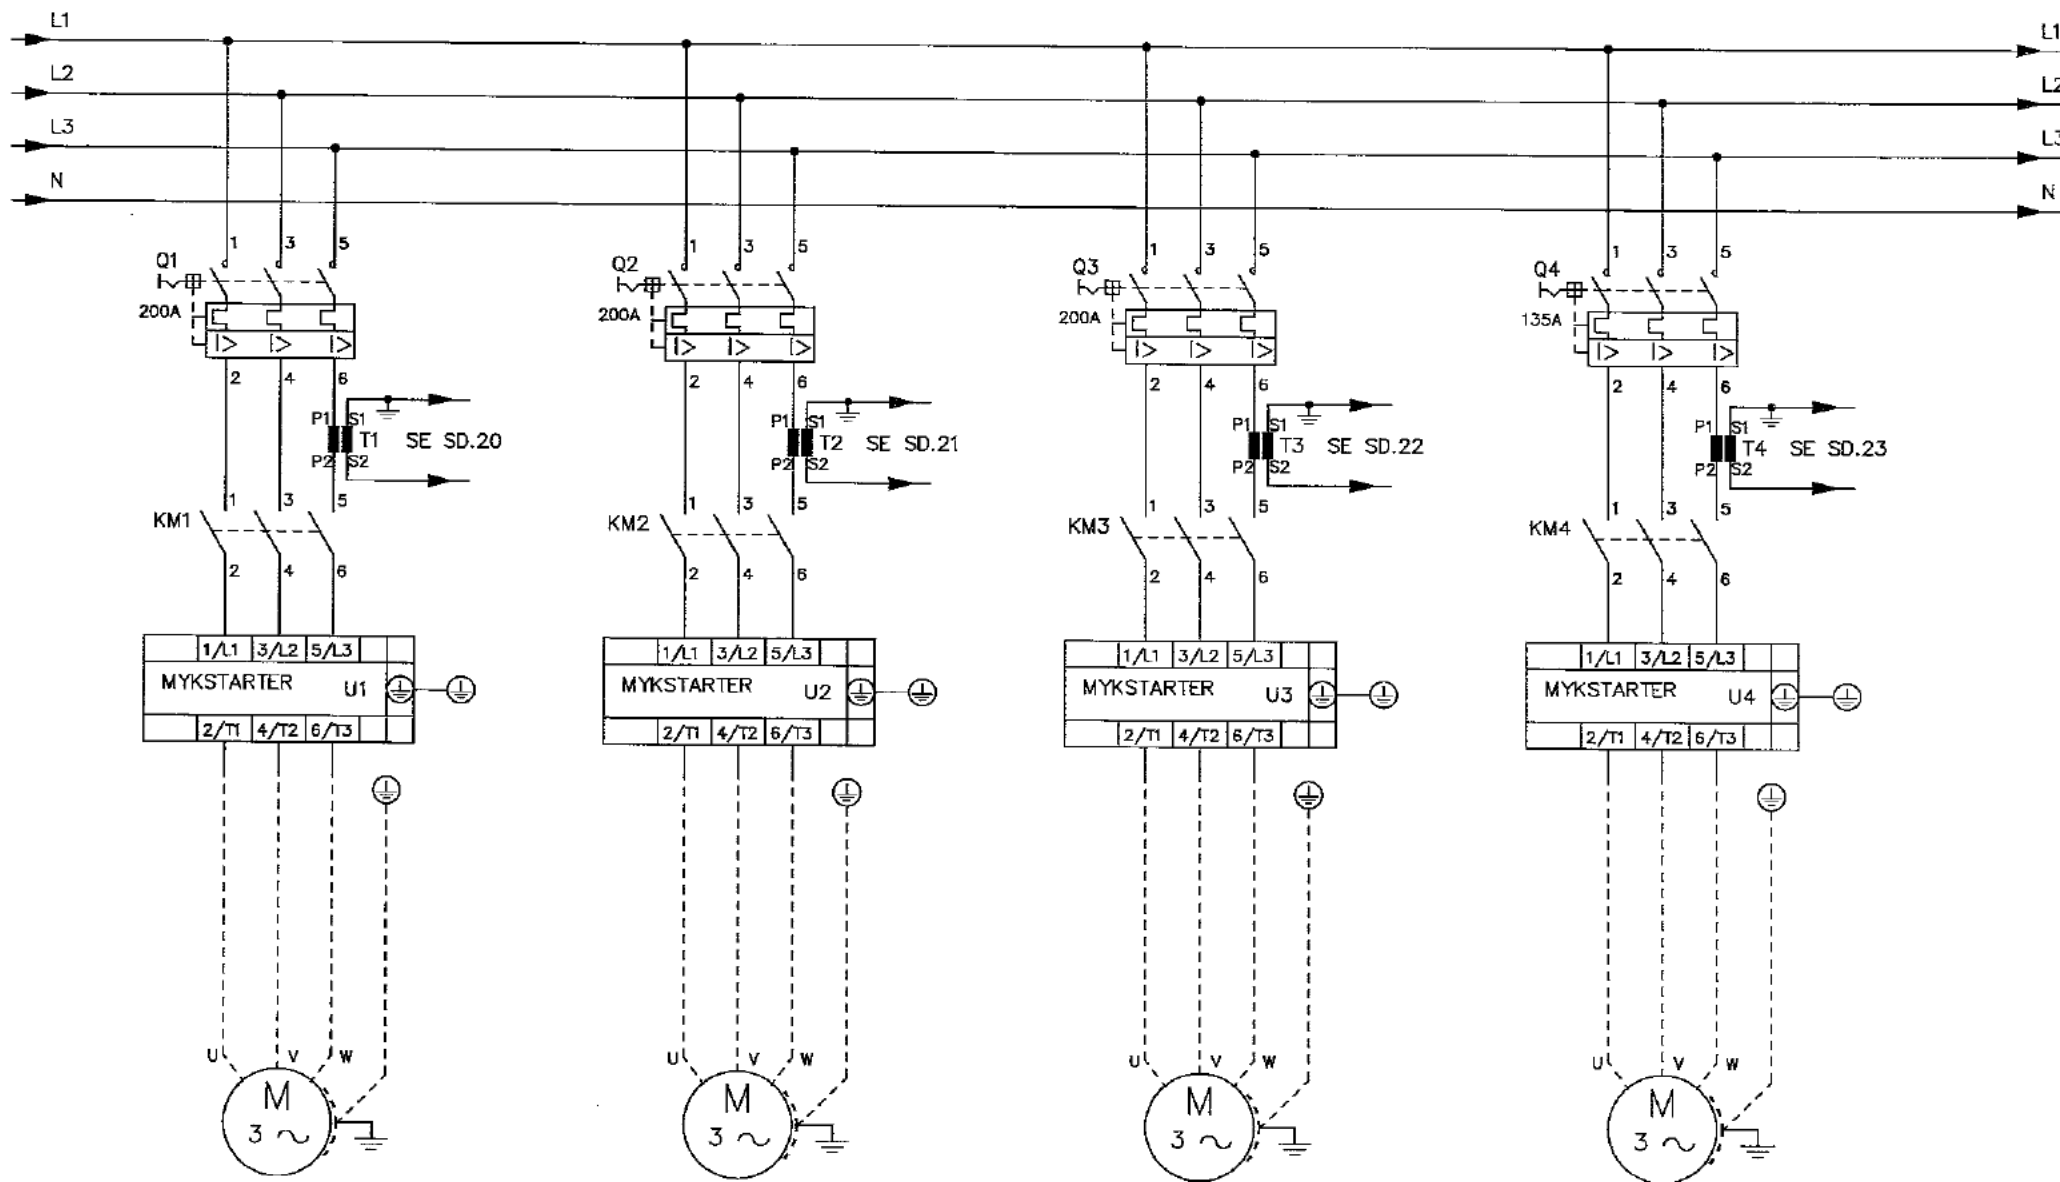 L1 L1
L2 L2
L3 L3
N N
1 3 5 1 3 5 1 3 5 1 3 5
Q1 Q2 Q3 Q4
200A 200A 200A 135A
I> I> I> I> I> I> I> I> I> I> I> I>
2 4 6 2 4 6 2 4 6 2 4 6
P1 S1 P1 S1 P1 S1 P1 S1
T1 SE SD.20 T2 SE SD.21 T3 SE SD.22 T4 SE SD.23
P2 S2 P2 S2 P2 S2 P2 S2
1 3 5 1 3 5 1 3 5 1 3 5
KM1 KM2 KM3 KM4
2 4 6 2 4 6 2 4 6 2 4 6
1/L1 3/L2 5/L3 1/L1 3/L2 5/L3 1/L1 3/L2 5/L3 1/L1 3/L2 5/L3
MYKSTARTER U1 MYKSTARTER U2 MYKSTARTER U3 MYKSTARTER U4
2/T1 4/T2 6/T3 2/T1 4/T2 6/T3 2/T1 4/T2 6/T3 2/T1 4/T2 6/T3
U V W U V W U V W U V W
M M M M
3 ~ 3 ~ 3 ~ 3 ~